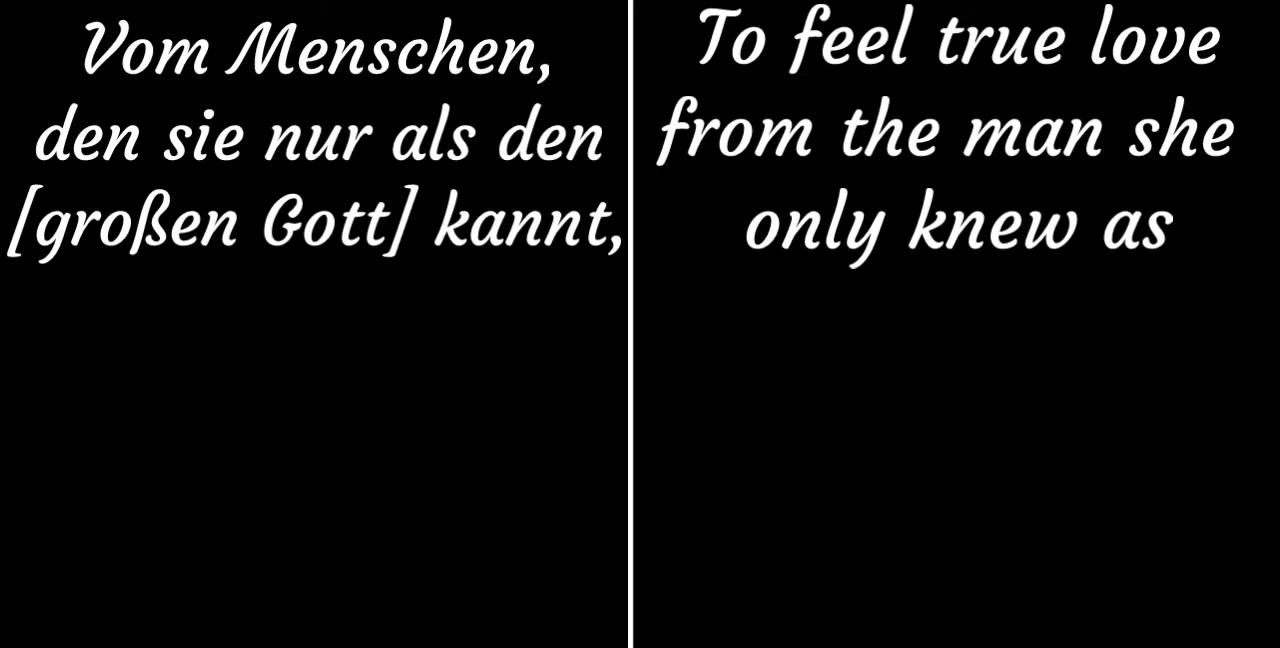 Vom Menschen,
den sie nur als den
[großen Gott] kannt,
To feel true love
from the man she
only knew as